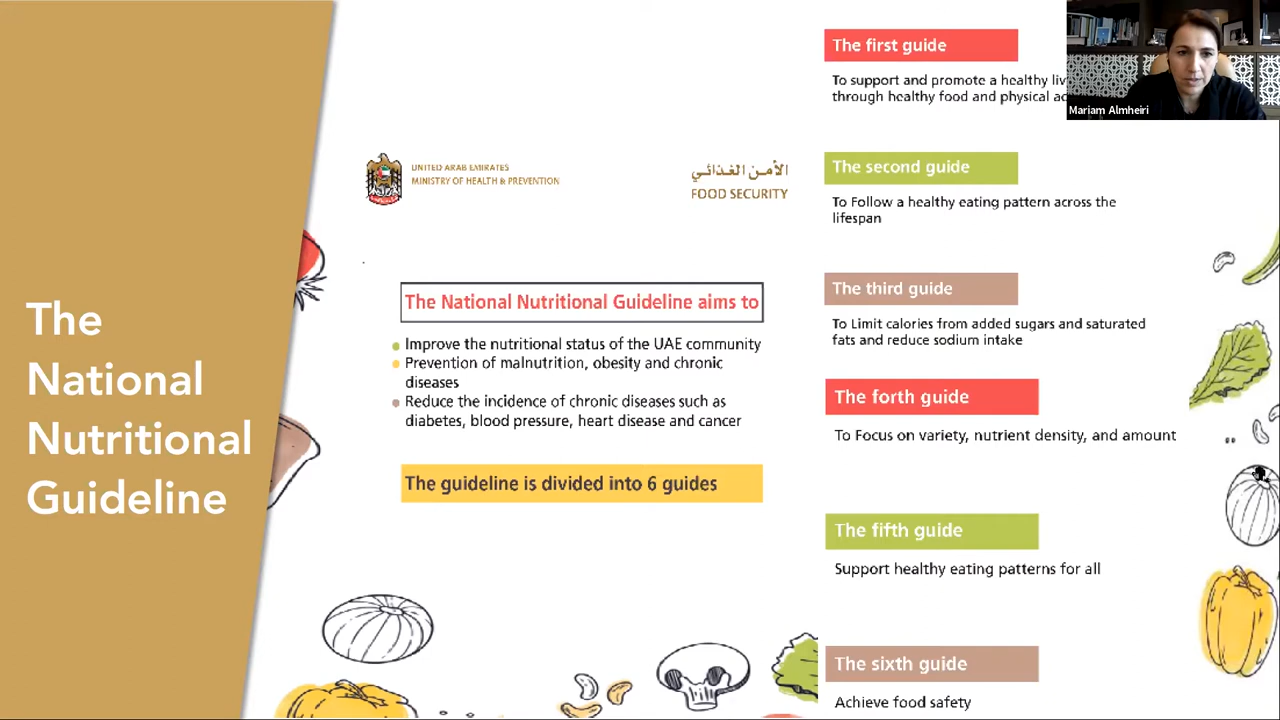 The
National
Nutritional
Guideline
UNITED ARAB EMIRATES
MINISTRY OF HEALTH & PREVENTION
الأمن الغذائي
FOOD SECURITY
The National Nutritional Guideline aims to
Improve the nutritional status of the UAE community
Prevention of malnutrition, obesity and chronic
diseases
Reduce the incidence of chronic diseases such as
diabetes, blood pressure, heart disease and cancer
The guideline is divided into 6 guides
The first guide
To support and promote a healthy
through healthy food and physical
The second guide
To Follow a healthy eating pattern across the
lifespan
The third guide
To Limit calories from added sugars and saturated
fats and reduce sodium intake
The forth guide
To Focus on variety, nutrient density, and amount
The fifth guide
Support healthy eating patterns for all
The sixth guide
Achieve food safety
Mariam Almheiri